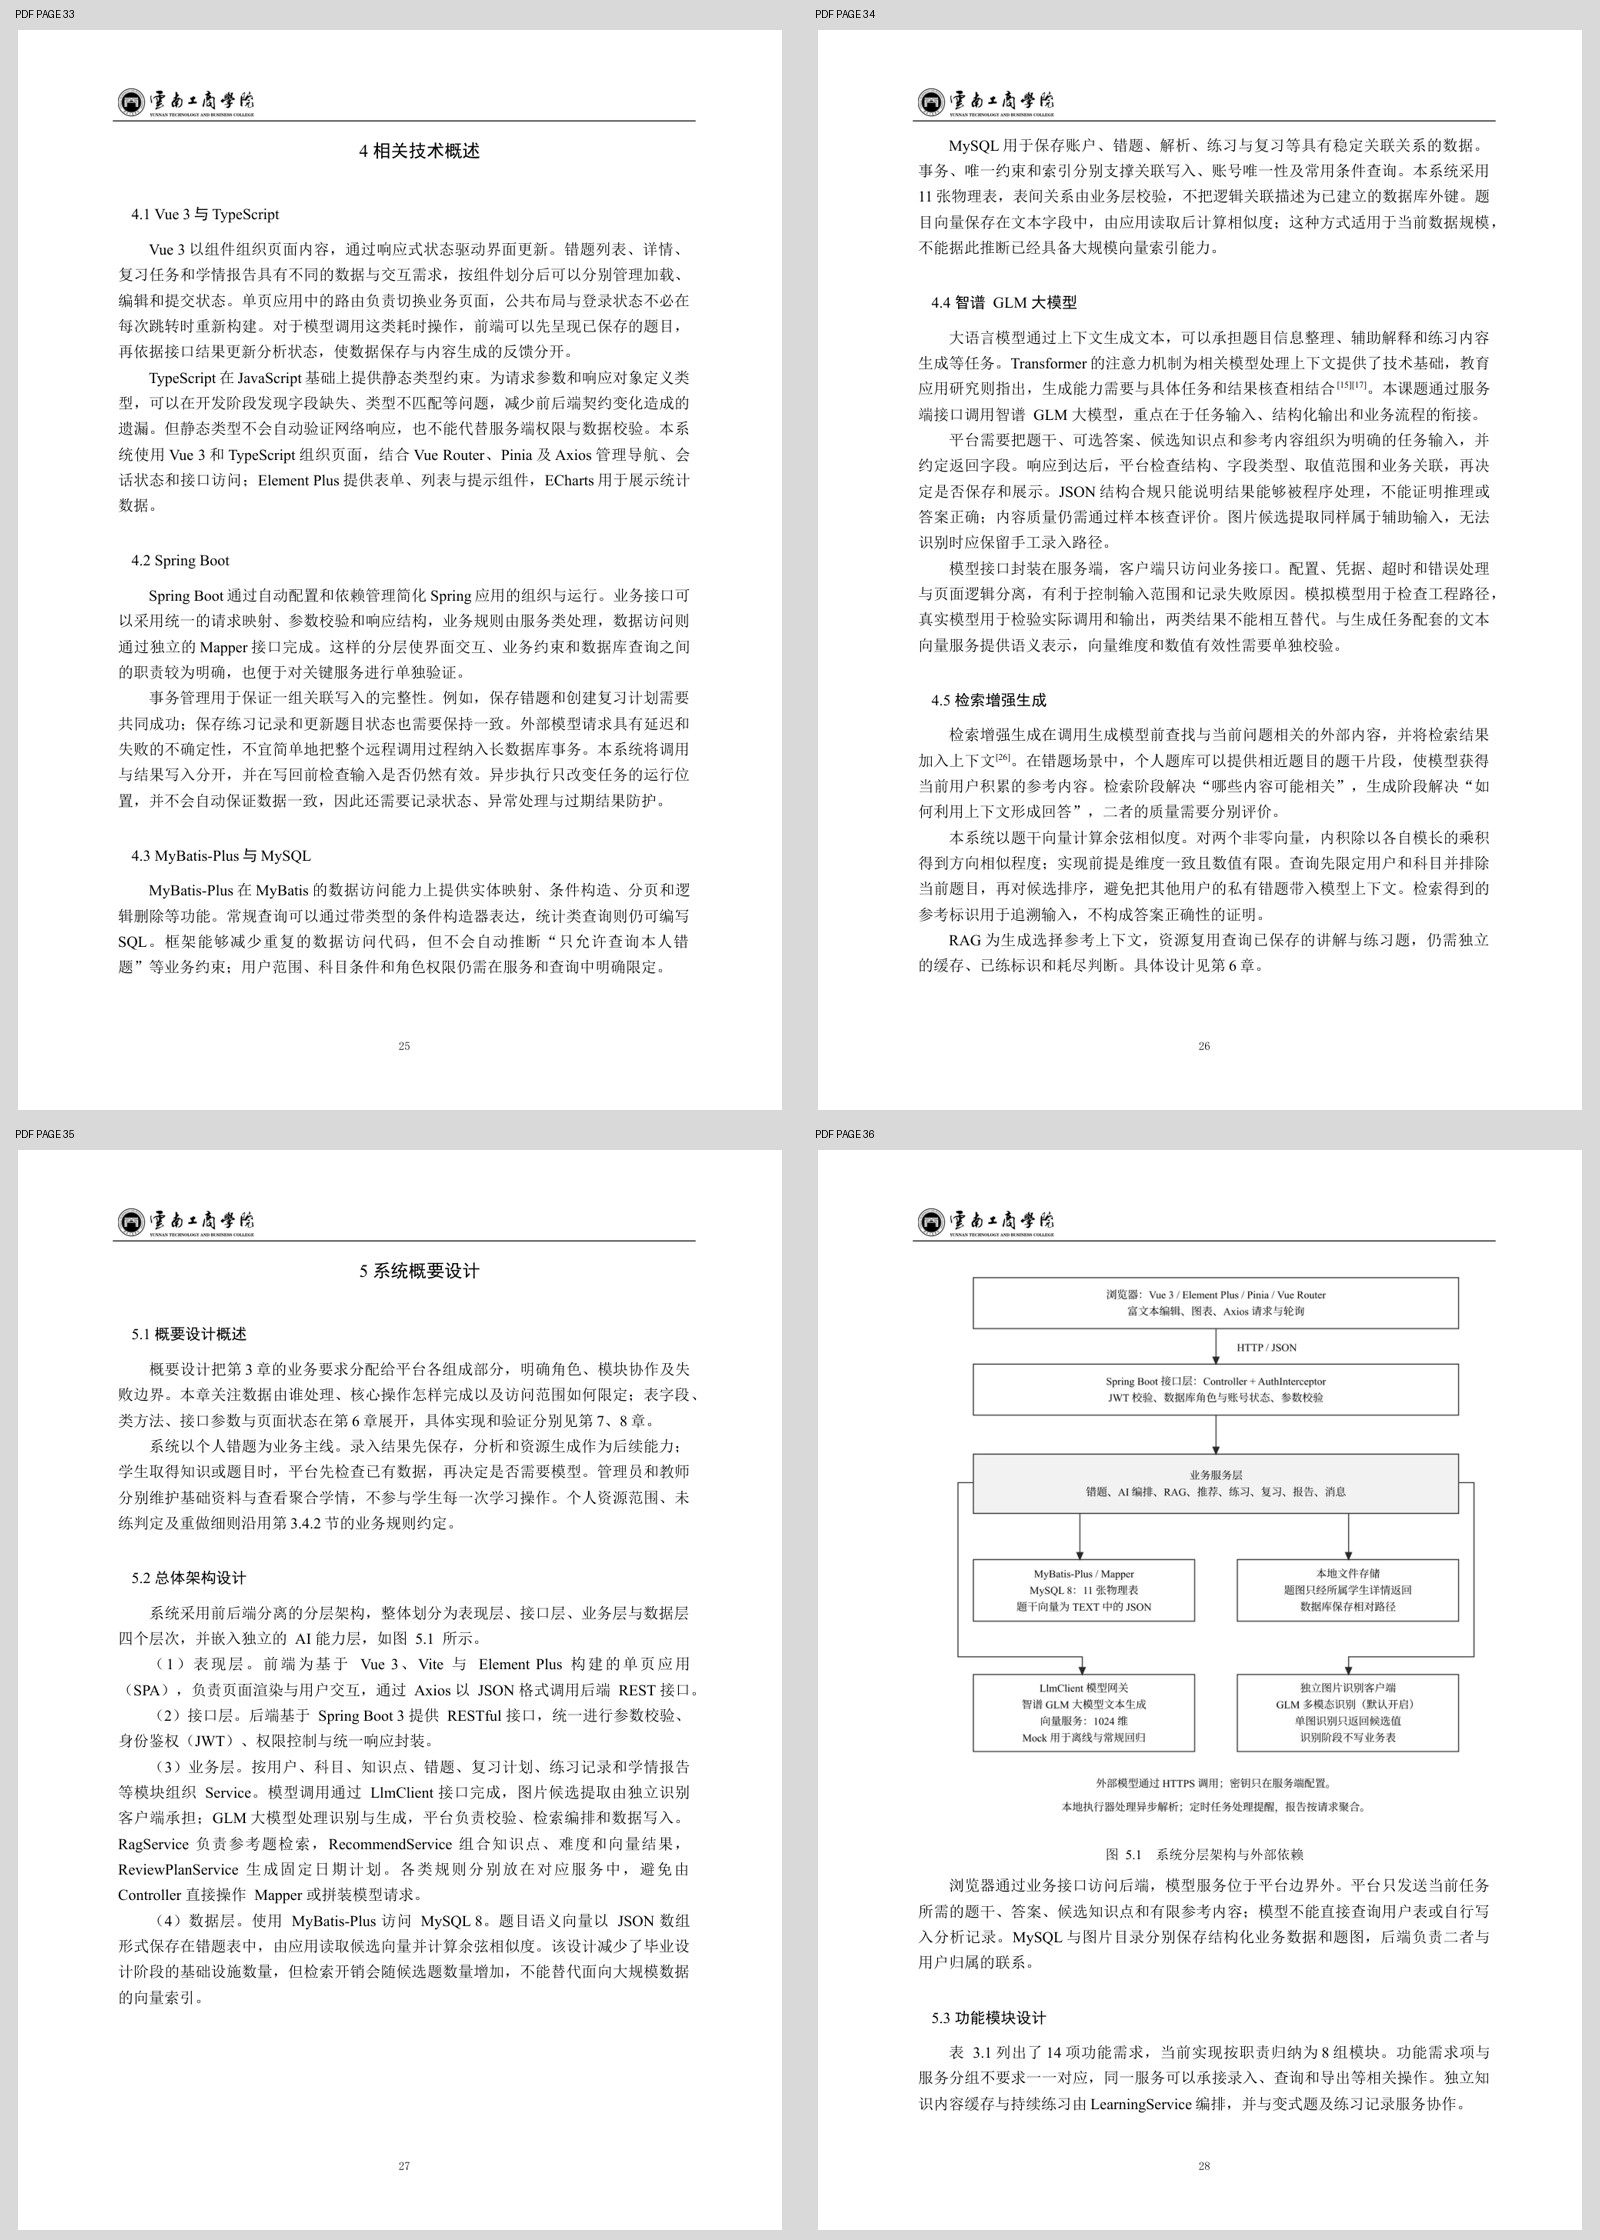 PDF PAGE 33
雲南工商學院
YUNNAN TECHNOLOGY AND BUSINESS COLLEGE
4 相关技术概述
4.1 Vue 3 与 TypeScript
Vue 3 以组件组织页面内容，通过响应式状态驱动界面更新。错题列表、详情、
复习任务和学情报告具有不同的数据与交互需求，按组件划分后可以分别管理加载、
编辑和提交状态。单页应用中的路由负责切换业务页面，公共布局与登录状态不必在
每次跳转时重新构建。对于模型调用这类耗时操作，前端可以先呈现已保存的题目，
再依据接口结果更新分析状态，使数据保存与内容生成的反馈分开。
TypeScript 在 JavaScript 基础上提供静态类型约束。为请求参数和响应对象定义类
型，可以在开发阶段发现字段缺失、类型不匹配等问题，减少前后端契约变化造成的
遗漏。但静态类型不会自动验证网络响应，也不能代替服务端权限与数据校验。本系
统使用 Vue 3 和 TypeScript 组织页面，结合 Vue Router、Pinia 及 Axios 管理导航、会
话状态和接口访问；Element Plus 提供表单、列表与提示组件，ECharts 用于展示统计
数据。
4.2 Spring Boot
Spring Boot 通过自动配置和依赖管理简化 Spring 应用的组织与运行。业务接口可
以采用统一的请求映射、参数校验和响应结构，业务规则由服务类处理，数据访问则
通过独立的 Mapper 接口完成。这样的分层使界面交互、业务约束和数据库查询之间
的职责较为明确，也便于对关键服务进行单独验证。
事务管理用于保证一组关联写入的完整性。例如，保存错题和创建复习计划需要
共同成功；保存练习记录和更新题目状态也需要保持一致。外部模型请求具有延迟和
失败的不确定性，不宜简单地把整个远程调用过程纳入长数据库事务。本系统将调用
与结果写入分开，并在写回前检查输入是否仍然有效。异步执行只改变任务的运行位
置，并不会自动保证数据一致，因此还需要记录状态、异常处理与过期结果防护。
4.3 MyBatis-Plus 与 MySQL
MyBatis-Plus 在 MyBatis 的数据访问能力上提供实体映射、条件构造、分页和逻
辑删除等功能。常规查询可以通过带类型的条件构造器表达，统计类查询则仍可编写
SQL。框架能够减少重复的数据访问代码，但不会自动推断“只允许查询本人错
题”等业务约束；用户范围、科目条件和角色权限仍需在服务和查询中明确限定。
25
PDF PAGE 34
雲南工商學院
YUNNAN TECHNOLOGY AND BUSINESS COLLEGE
MySQL 用于保存账户、错题、解析、练习与复习等具有稳定关联关系的数据。
事务、唯一约束和索引分别支撑关联写入、账号唯一性及常用条件查询。本系统采用
11 张物理表，表间关系由业务层校验，不把逻辑关联描述为已建立的数据库外键。题
目向量保存在文本字段中，由应用读取后计算相似度；这种方式适用于当前数据规模，
不能据此推断已经具备大规模向量索引能力。
4.4 智谱 GLM 大模型
大语言模型通过上下文生成文本，可以承担题目信息整理、辅助解释和练习内容
生成等任务。Transformer 的注意力机制为相关模型处理上下文提供了技术基础，教育
应用研究则指出，生成能力需要与具体任务和结果核查相结合[15][17]。本课题通过服务
端接口调用智谱 GLM 大模型，重点在于任务输入、结构化输出和业务流程的衔接。
平台需要把题干、可选答案、候选知识点和参考内容组织为明确的任务输入，并
约定返回字段。响应到达后，平台检查结构、字段类型、取值范围和业务关联，再决
定是否保存和展示。JSON 结构合规只能说明结果能够被程序处理，不能证明推理或
答案正确；内容质量仍需通过样本核查评价。图片候选提取同样属于辅助输入，无法
识别时应保留手工录入路径。
模型接口封装在服务端，客户端只访问业务接口。配置、凭据、超时和错误处理
与页面逻辑分离，有利于控制输入范围和记录失败原因。模拟模型用于检查工程路径，
真实模型用于检验实际调用和输出，两类结果不能相互替代。与生成任务配套的文本
向量服务提供语义表示，向量维度和数值有效性需要单独校验。
4.5 检索增强生成
检索增强生成在调用生成模型前查找与当前问题相关的外部内容，并将检索结果
加入上下文[26]。在错题场景中，个人题库可以提供相近题目的题干片段，使模型获得
当前用户积累的参考内容。检索阶段解决“哪些内容可能相关”，生成阶段解决“如
何利用上下文形成回答”，二者的质量需要分别评价。
本系统以题干向量计算余弦相似度。对两个非零向量，内积除以各自模长的乘积
得到方向相似程度；实现前提是维度一致且数值有限。查询先限定用户和科目并排除
当前题目，再对候选排序，避免把其他用户的私有错题带入模型上下文。检索得到的
参考标识用于追溯输入，不构成答案正确性的证明。
RAG 为生成选择参考上下文，资源复用查询已保存的讲解与练习题，仍需独立
的缓存、已练标识和耗尽判断。具体设计见第 6 章。
26
PDF PAGE 35
雲南工商學院
YUNNAN TECHNOLOGY AND BUSINESS COLLEGE
5 系统概要设计
5.1 概要设计概述
概要设计把第 3 章的业务要求分配给平台各组成部分，明确角色、模块协作及失
败边界。本章关注数据由谁处理、核心操作怎样完成以及访问范围如何限定；表字段、
类方法、接口参数与页面状态在第 6 章展开，具体实现和验证分别见第 7、8 章。
系统以个人错题为业务主线。录入结果先保存，分析和资源生成作为后续能力；
学生取得知识或题目时，平台先检查已有数据，再决定是否需要模型。管理员和教师
分别维护基础资料与查看聚合学情，不参与学生每一次学习操作。个人资源范围、未
练判定及重做细则沿用第 3.4.2 节的业务规则约定。
5.2 总体架构设计
系统采用前后端分离的分层架构，整体划分为表现层、接口层、业务层与数据层
四个层次，并嵌入独立的 AI 能力层，如图 5.1 所示。
（1）表现层。前端为基于 Vue 3、Vite 与 Element Plus 构建的单页应用
（SPA），负责页面渲染与用户交互，通过 Axios 以 JSON 格式调用后端 REST 接口。
（2）接口层。后端基于 Spring Boot 3 提供 RESTful 接口，统一进行参数校验、
身份鉴权（JWT）、权限控制与统一响应封装。
（3）业务层。按用户、科目、知识点、错题、复习计划、练习记录和学情报告
等模块组织 Service。模型调用通过 LlmClient 接口完成，图片候选提取由独立识别
客户端承担；GLM 大模型处理识别与生成，平台负责校验、检索编排和数据写入。
RagService 负责参考题检索，RecommendService 组合知识点、难度和向量结果，
ReviewPlanService 生成固定日期计划。各类规则分别放在对应服务中，避免由
Controller 直接操作 Mapper 或拼装模型请求。
（4）数据层。使用 MyBatis-Plus 访问 MySQL 8。题目语义向量以 JSON 数组
形式保存在错题表中，由应用读取候选向量并计算余弦相似度。该设计减少了毕业设
计阶段的基础设施数量，但检索开销会随候选题数量增加，不能替代面向大规模数据
的向量索引。
27
PDF PAGE 36
雲南工商學院
YUNNAN TECHNOLOGY AND BUSINESS COLLEGE
浏览器：Vue 3 / Element Plus / Pinia / Vue Router
富文本编辑、图表、Axios 请求与轮询
HTTP / JSON
Spring Boot 接口层：Controller + AuthInterceptor
JWT 校验、数据库角色与账号状态、参数校验
业务服务层
错题、AI 编排、RAG、推荐、练习、复习、报告、消息
MyBatis-Plus / Mapper
MySQL 8：11 张物理表
题干向量为 TEXT 中的 JSON
本地文件存储
题图只经所属学生详情返回
数据库保存相对路径
LlmClient 模型网关
智谱 GLM 大模型文本生成
向量服务：1024 维
Mock 用于离线与常规回归
独立图片识别客户端
GLM 多模态识别（默认开启）
单图识别只返回候选值
识别阶段不写业务表
外部模型通过 HTTPS 调用；密钥只在服务端配置。
本地执行器处理异步解析；定时任务处理提醒，报告按请求聚合。
图 5.1 系统分层架构与外部依赖
浏览器通过业务接口访问后端，模型服务位于平台边界外。平台只发送当前任务
所需的题干、答案、候选知识点和有限参考内容；模型不能直接查询用户表或自行写
入分析记录。MySQL 与图片目录分别保存结构化业务数据和题图，后端负责二者与
用户归属的联系。
5.3 功能模块设计
表 3.1 列出了 14 项功能需求，当前实现按职责归纳为 8 组模块。功能需求项与
服务分组不要求一一对应，同一服务可以承接录入、查询和导出等相关操作。独立知
识内容缓存与持续练习由 LearningService 编排，并与变式题及练习记录服务协作。
28